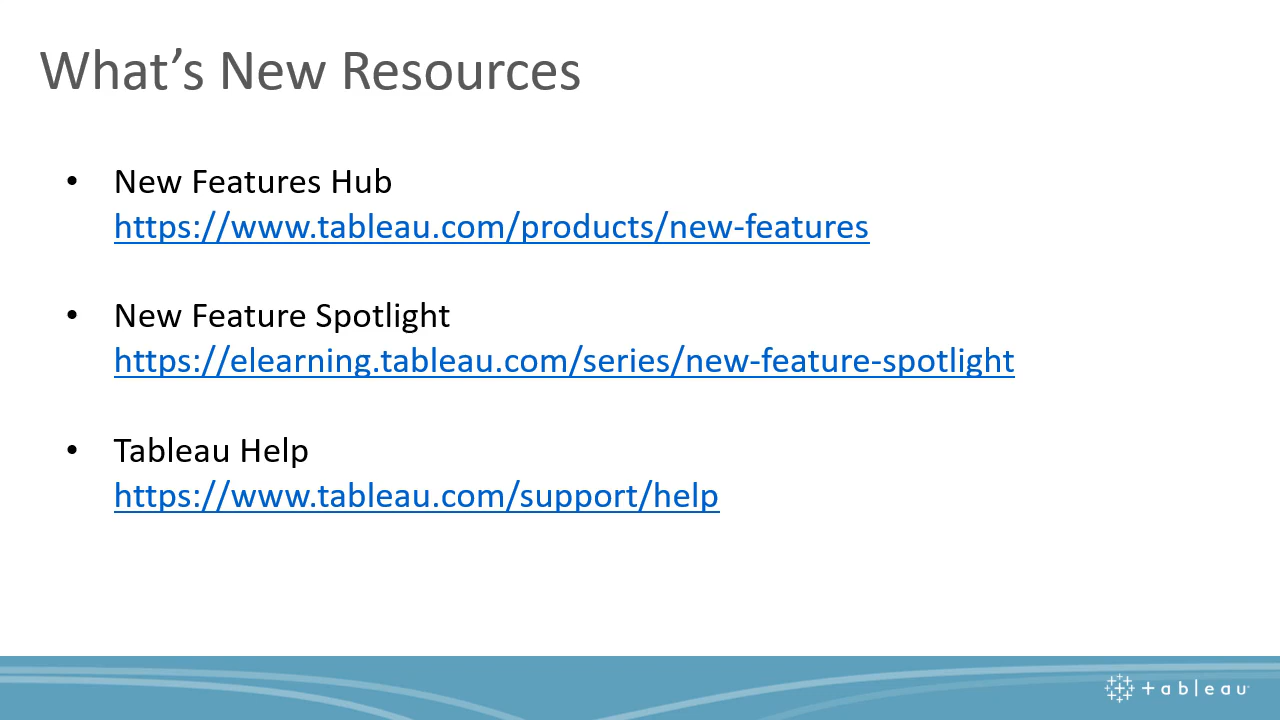 What’s New Resources
• New Features Hub
https://www.tableau.com/products/new-features
• New Feature Spotlight
https://elearning.tableau.com/series/new-feature-spotlight
• Tableau Help
https://www.tableau.com/support/help
+ableau